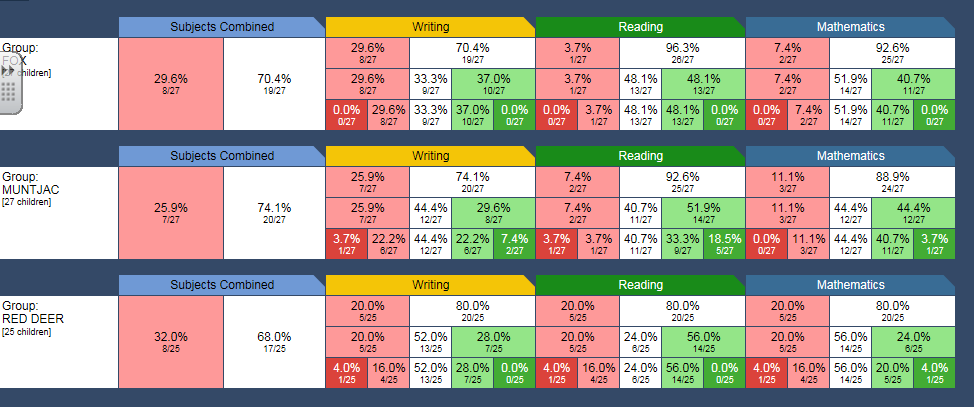 Subjects Combined Writing Reading Mathematics
Group:
FOX
children]
29.6% 70.4% 3.7% 96.3% 7.4% 92.6%
8/27 19/27 1/27 26/27 2/27 25/27
29.6% 70.4% 29.6% 33.3% 37.0% 3.7% 48.1% 48.1% 7.4% 51.9% 40.7%
8/27 19/27 8/27 9/27 10/27 1/27 13/27 13/27 2/27 14/27 11/27
0.0% 29.6% 33.3% 37.0% 0.0% 0.0% 3.7% 48.1% 48.1% 0.0% 0.0% 7.4% 51.9% 40.7% 0.0%
0/27 8/27 9/27 10/27 0/27 0/27 1/27 13/27 13/27 0/27 0/27 2/27 14/27 11/27 0/27
Subjects Combined Writing Reading Mathematics
Group:
MUNTJAC
[27 children]
25.9% 74.1% 7.4% 92.6% 11.1% 88.9%
7/27 20/27 2/27 25/27 3/27 24/27
25.9% 74.1% 25.9% 44.4% 29.6% 7.4% 40.7% 51.9% 11.1% 44.4% 44.4%
7/27 20/27 7/27 12/27 8/27 2/27 11/27 14/27 3/27 12/27 12/27
3.7% 22.2% 44.4% 22.2% 7.4% 3.7% 3.7% 40.7% 33.3% 18.5% 0.0% 11.1% 44.4% 40.7% 3.7%
1/27 6/27 12/27 6/27 2/27 1/27 1/27 11/27 9/27 5/27 0/27 3/27 12/27 11/27 1/27
Subjects Combined Writing Reading Mathematics
Group:
RED DEER
[25 children]
20.0% 80.0% 20.0% 80.0% 20.0% 80.0%
5/25 20/25 5/25 20/25 5/25 20/25
32.0% 68.0% 20.0% 52.0% 28.0% 20.0% 24.0% 56.0% 20.0% 56.0% 24.0%
8/25 17/25 5/25 13/25 7/25 5/25 6/25 14/25 5/25 14/25 6/25
4.0% 16.0% 52.0% 28.0% 0.0% 4.0% 16.0% 24.0% 56.0% 0.0% 4.0% 16.0% 56.0% 20.0% 4.0%
1/25 4/25 13/25 7/25 0/25 1/25 4/25 6/25 14/25 0/25 1/25 4/25 14/25 5/25 1/25